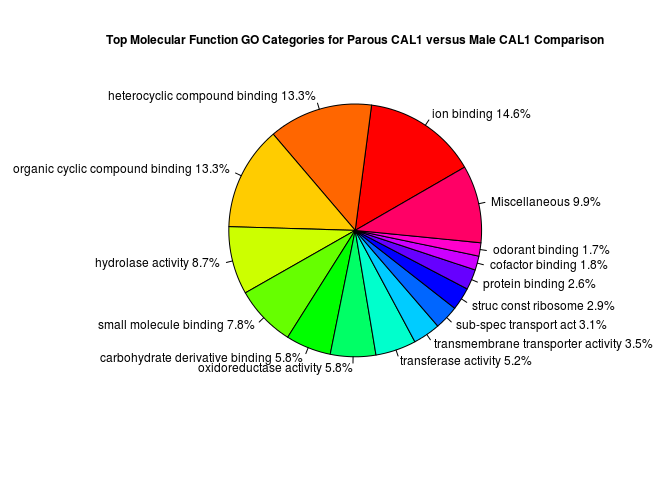 Top Molecular Function GO Categories for Parous CAL1 versus Male CAL1 Comparison
heterocyclic compound binding 13.3%
ion binding 14.6%
organic cyclic compound binding 13.3%
Miscellaneous 9.9%
odorant binding 1.7%
hydrolase activity 8.7%
cofactor binding 1.8%
protein binding 2.6%
struc const ribosome 2.9%
small molecule binding 7.8%
sub-spec transport act 3.1%
transmembrane transporter activity 3.5%
carbohydrate derivative binding 5.8%
transferase activity 5.2%
oxidoreductase activity 5.8%